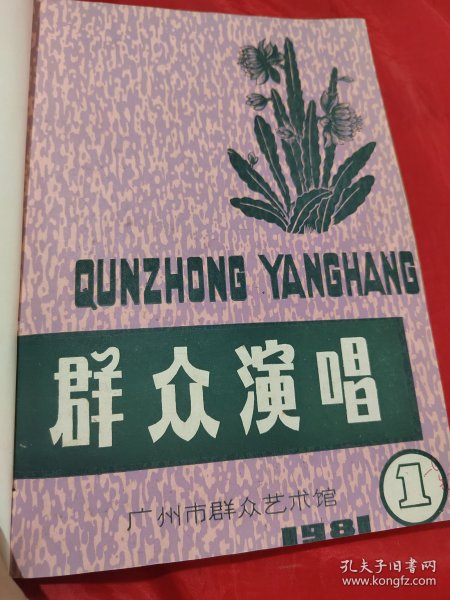 QUNZHONG YANGHANG
群众演唱
1
广州市群众艺术馆
1981
孔夫子旧书网
www.kongfz.com